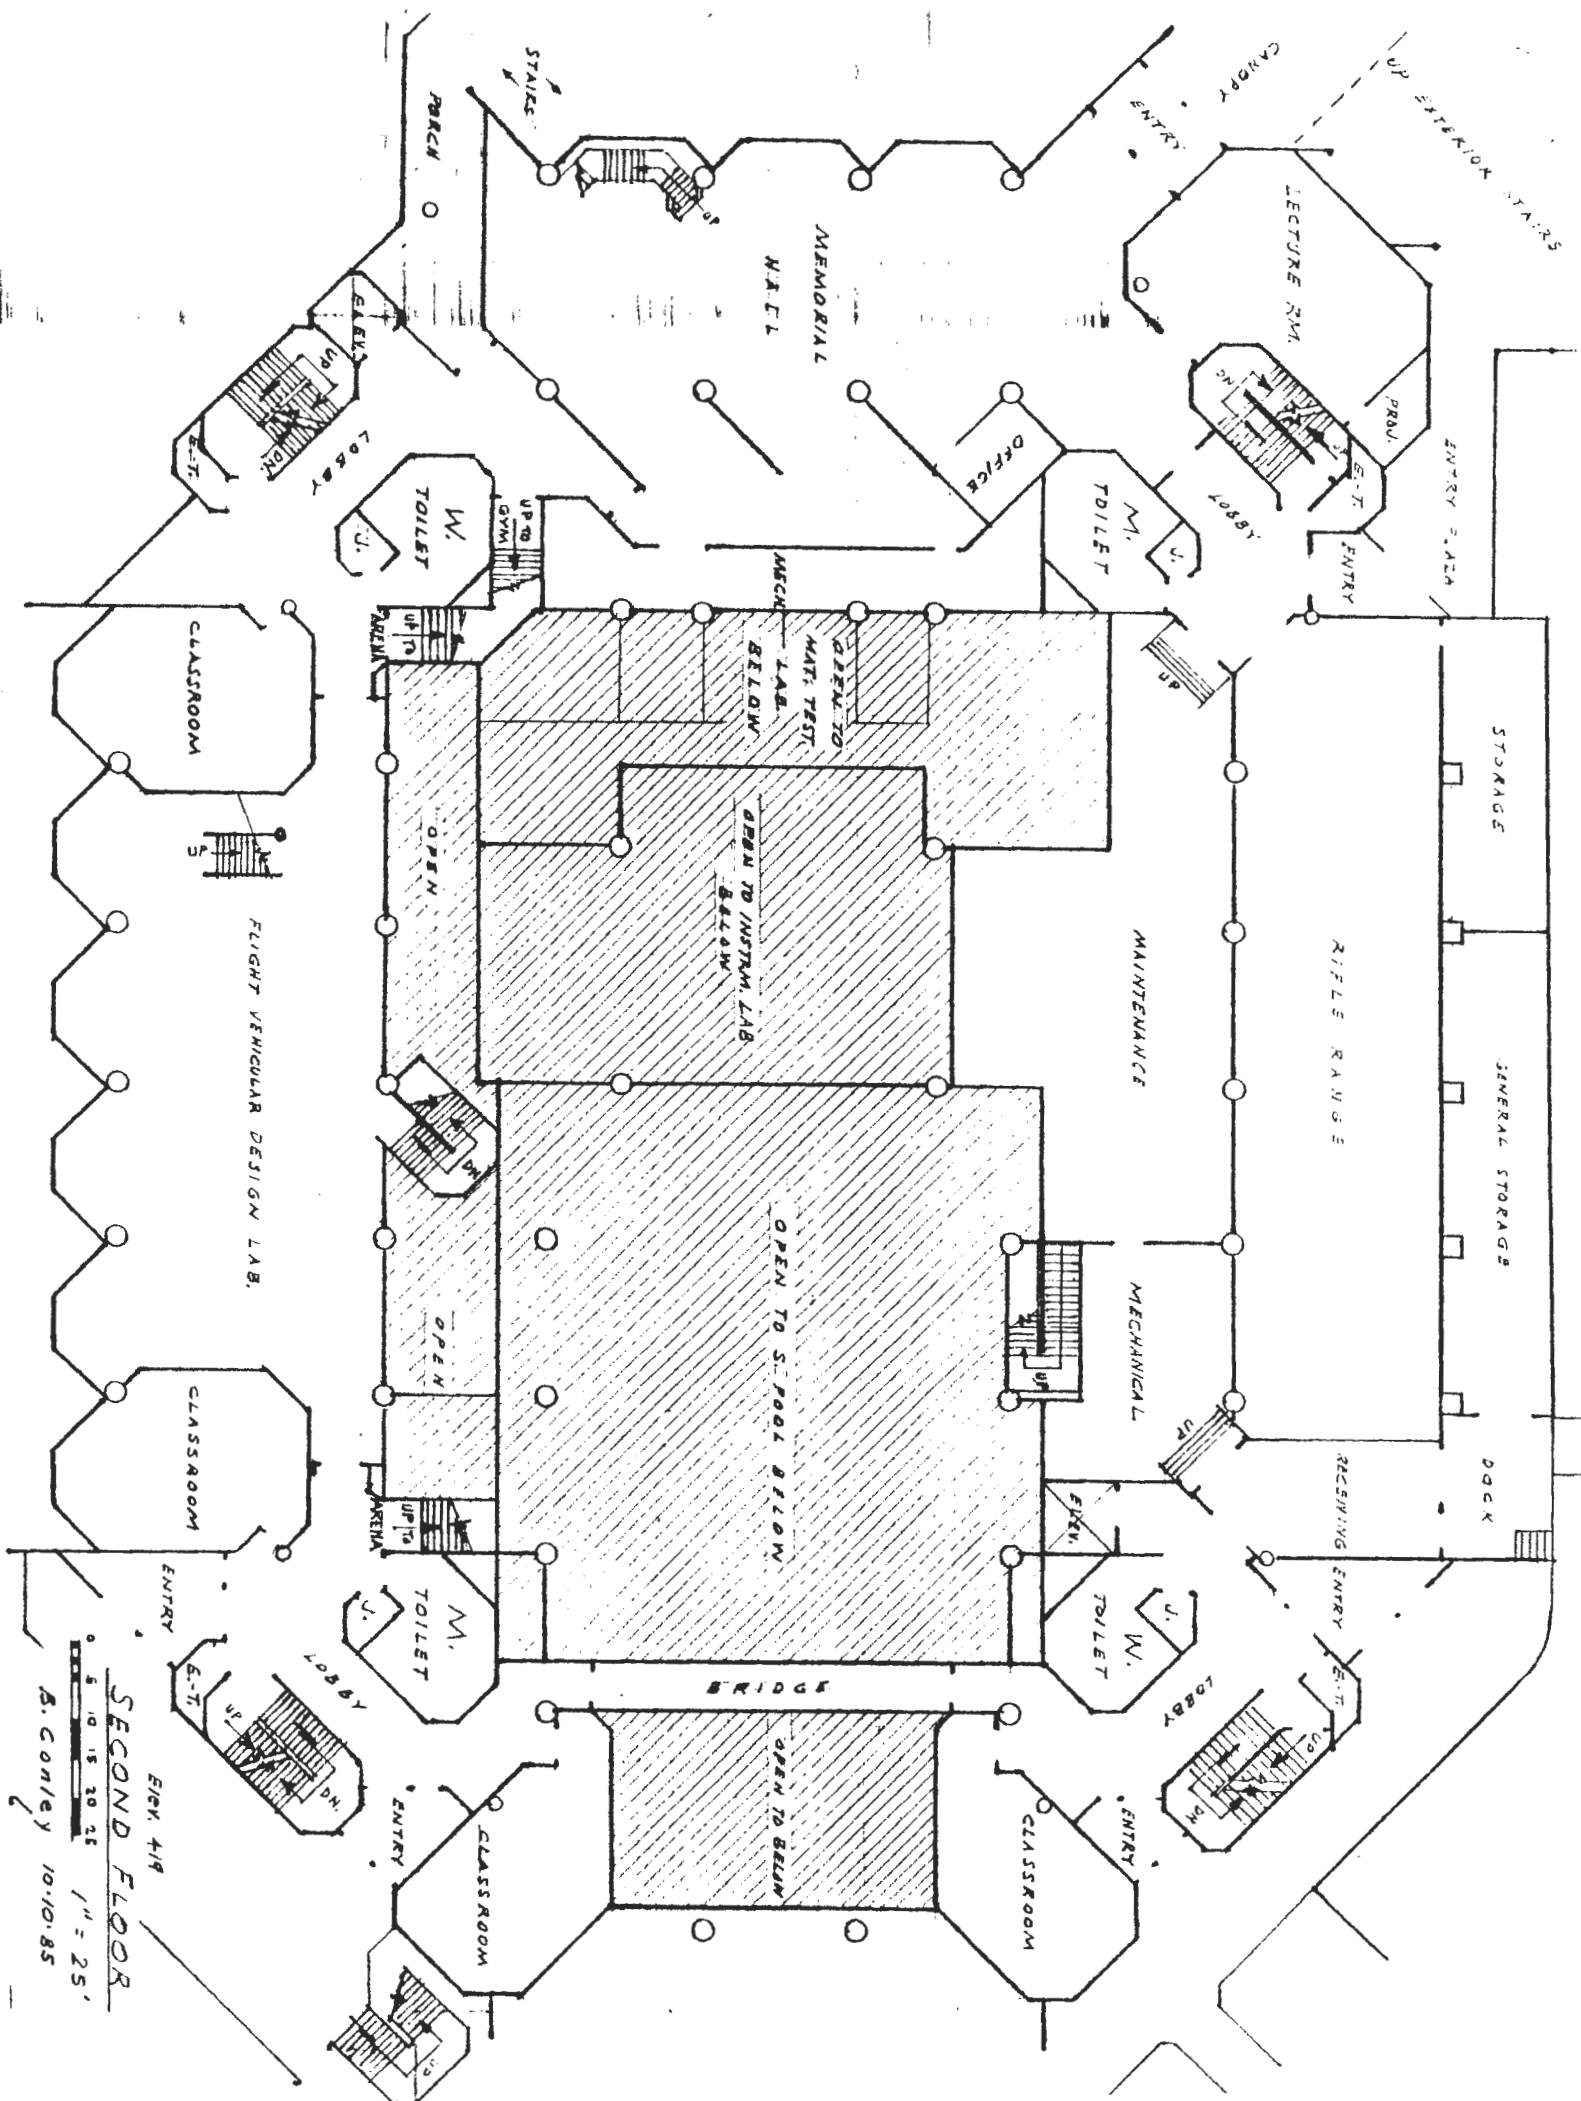 UP EXTERIOR STAIRS
CANOPY
ENTRY
STAIRS
PORCH
UP
MEMORIAL
HALL
LECTURE RM.
PROJ.
ENTRY PLAZA
ELEV.
UP
DN.
E.-T.
LOBBY
W.
TOILET
J.
UP TO
GYM
OFFICE
M.
TOILET
J.
DN
E.-T.
LOBBY
ENTRY
UP
ARENA
UP TO
MECH
OPEN TO
MAT. TEST.
LAB.
BELOW
CLASSROOM
UP
OPEN
OPEN TO INSTRM. LAB
BELOW
MAINTENANCE
RIFLE RANGE
STORAGE
GENERAL STORAGE
FLIGHT VEHICULAR DESIGN LAB.
DN
OPEN
OPEN TO S. POOL BELOW
UP
MECHANICAL
UP
ELEV.
RECEIVING ENTRY
DOCK
CLASSROOM
ARENA
UP TO
ENTRY
M.
TOILET
J.
LOBBY
E.-T.
UP
DN.
ENTRY
BRIDGE
W.
TOILET
J.
LOBBY
E.-T.
UP
DN
ENTRY
CLASSROOM
OPEN TO BELOW
CLASSROOM
UP
ELEV. 419
SECOND FLOOR
0 5 10 15 20 25 1" = 25'
B. Conley 10.10.85